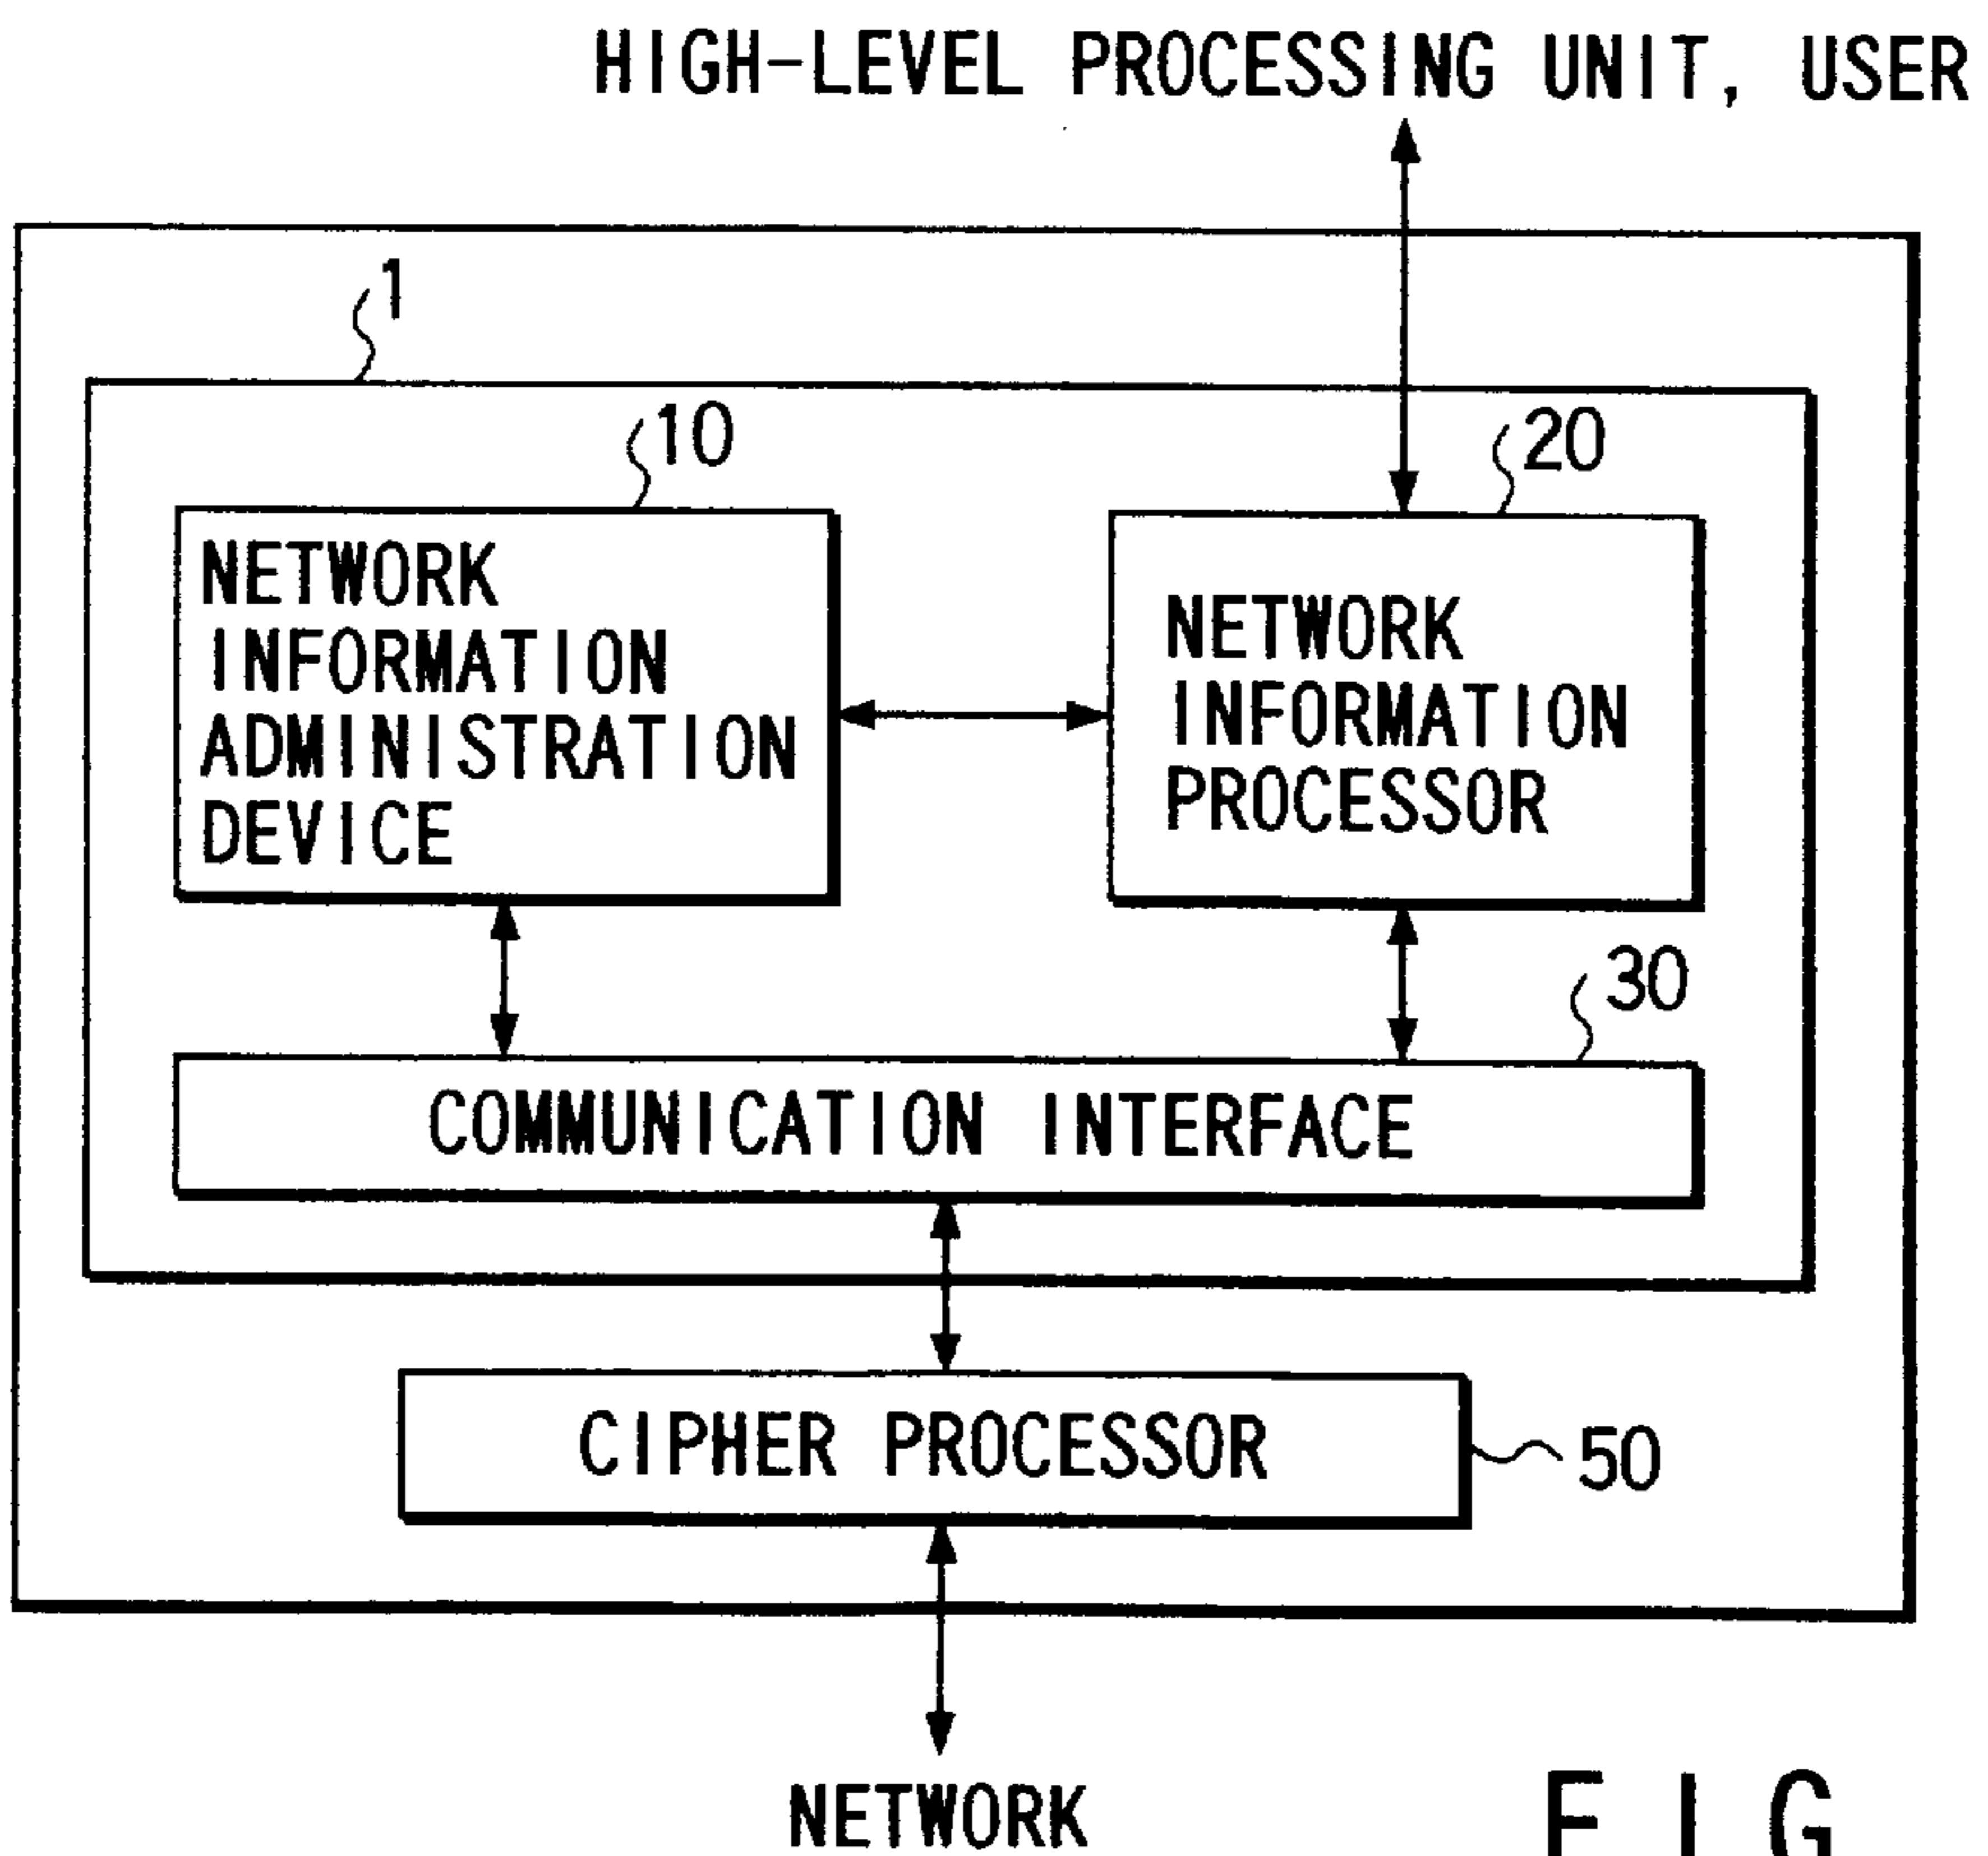 HIGH-LEVEL PROCESSING UNIT, USER
1
10
20
NETWORK
INFORMATION
ADMINISTRATION
DEVICE
NETWORK
INFORMATION
PROCESSOR
30
COMMUNICATION INTERFACE
CIPHER PROCESSOR
50
NETWORK
FIG